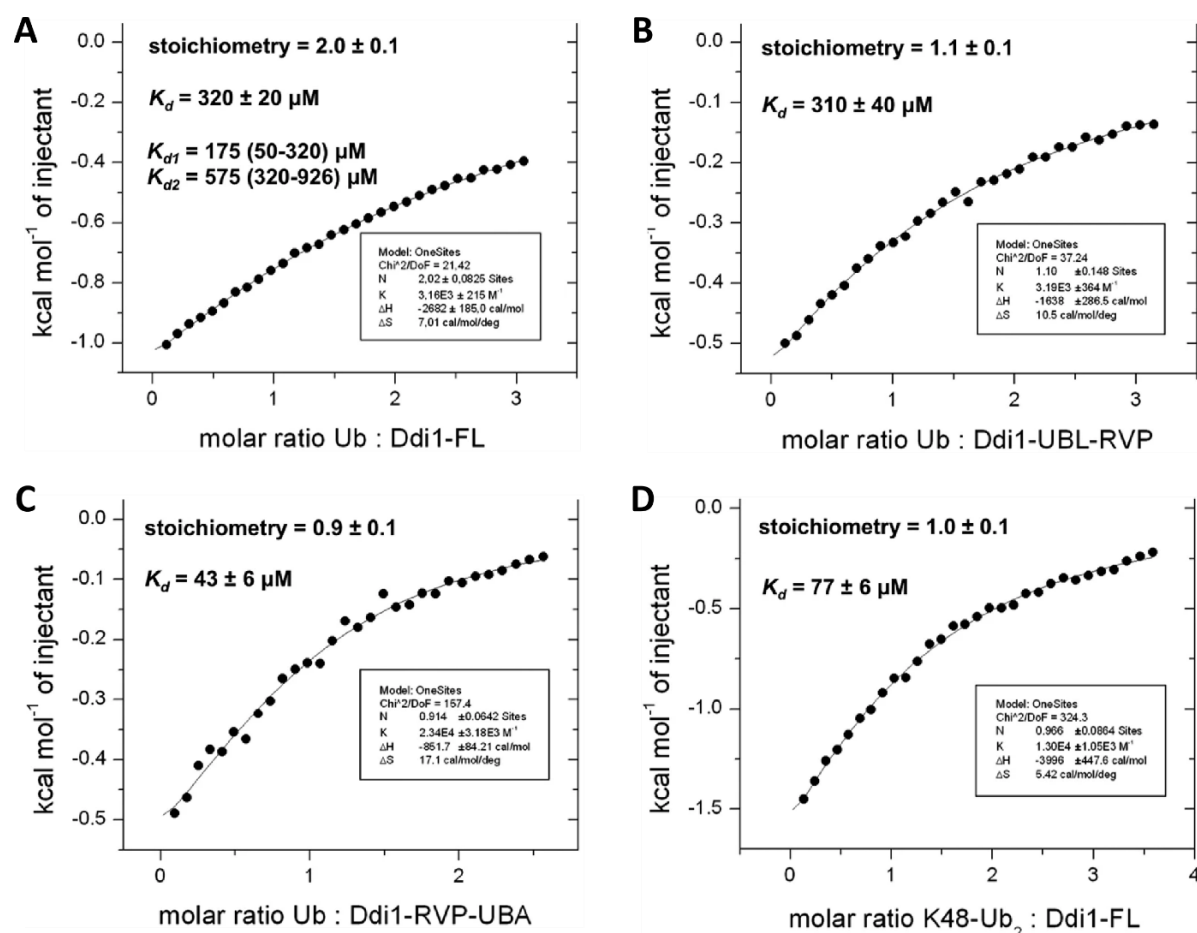 A
stoichiometry = 2.0 ± 0.1
K_d = 320 ± 20 µM
K_d1 = 175 (50-320) µM
K_d2 = 575 (320-926) µM
0.0
-0.2
-0.4
-0.6
-0.8
-1.0
kcal mol⁻¹ of injectant
Model: OneSites
Chi^2/DoF = 21,42
N 2,02 ± 0,0825 Sites
K 3,16E3 ± 215 M⁻¹
ΔH -2682 ± 185,0 cal/mol
ΔS 7,01 cal/mol/deg
0 1 2 3
molar ratio Ub : Ddi1-FL
B
stoichiometry = 1.1 ± 0.1
K_d = 310 ± 40 µM
0.0
-0.1
-0.2
-0.3
-0.4
-0.5
kcal mol⁻¹ of injectant
Model: OneSites
Chi^2/DoF = 37.24
N 1.10 ±0.148 Sites
K 3.19E3 ±364 M⁻¹
ΔH -1638 ±286.5 cal/mol
ΔS 10.5 cal/mol/deg
0 1 2 3
molar ratio Ub : Ddi1-UBL-RVP
C
stoichiometry = 0.9 ± 0.1
K_d = 43 ± 6 µM
0.0
-0.1
-0.2
-0.3
-0.4
-0.5
kcal mol⁻¹ of injectant
Model: OneSites
Chi^2/DoF = 157.4
N 0.914 ±0.0642 Sites
K 2.34E4 ±3.18E3 M⁻¹
ΔH -851.7 ±84.21 cal/mol
ΔS 17.1 cal/mol/deg
0 1 2
molar ratio Ub : Ddi1-RVP-UBA
D
stoichiometry = 1.0 ± 0.1
K_d = 77 ± 6 µM
0.0
-0.5
-1.0
-1.5
kcal mol⁻¹ of injectant
Model: OneSites
Chi^2/DoF = 324.3
N 0.966 ±0.0864 Sites
K 1.30E4 ±1.05E3 M⁻¹
ΔH -3996 ±447.6 cal/mol
ΔS 5.42 cal/mol/deg
0 1 2 3 4
molar ratio K48-Ub₂ : Ddi1-FL